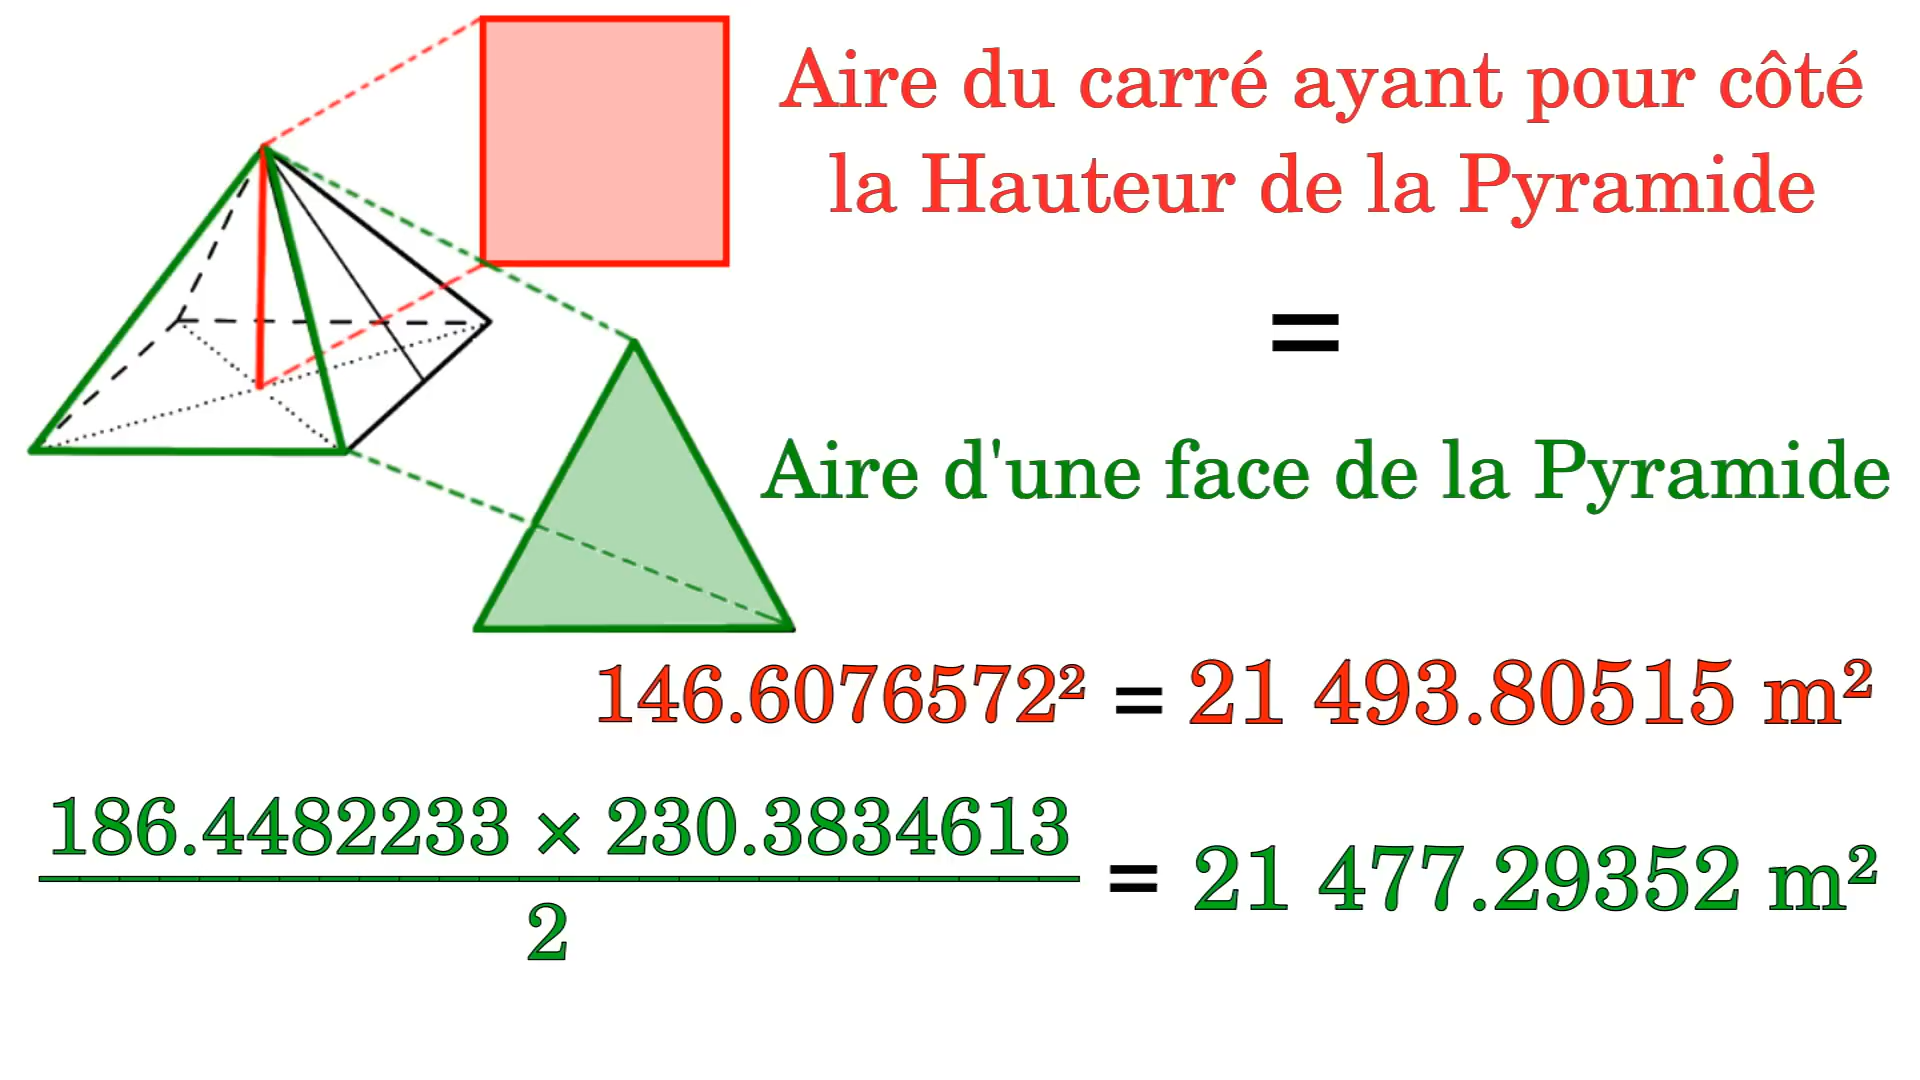 Aire du carré ayant pour côté
la Hauteur de la Pyramide
=
Aire d'une face de la Pyramide
146.6076572² = 21 493.80515 m²
186.4482233 × 230.3834613
2
= 21 477.29352 m²